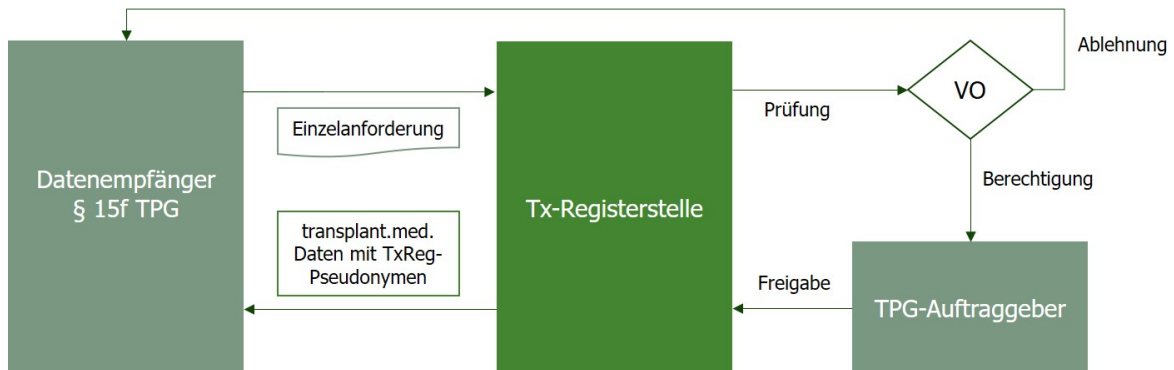 Datenempfänger
§ 15f TPG
Einzelanforderung
transplant.med.
Daten mit TxReg-
Pseudonymen
Tx-Registerstelle
Prüfung
VO
Ablehnung
Berechtigung
Freigabe
TPG-Auftraggeber